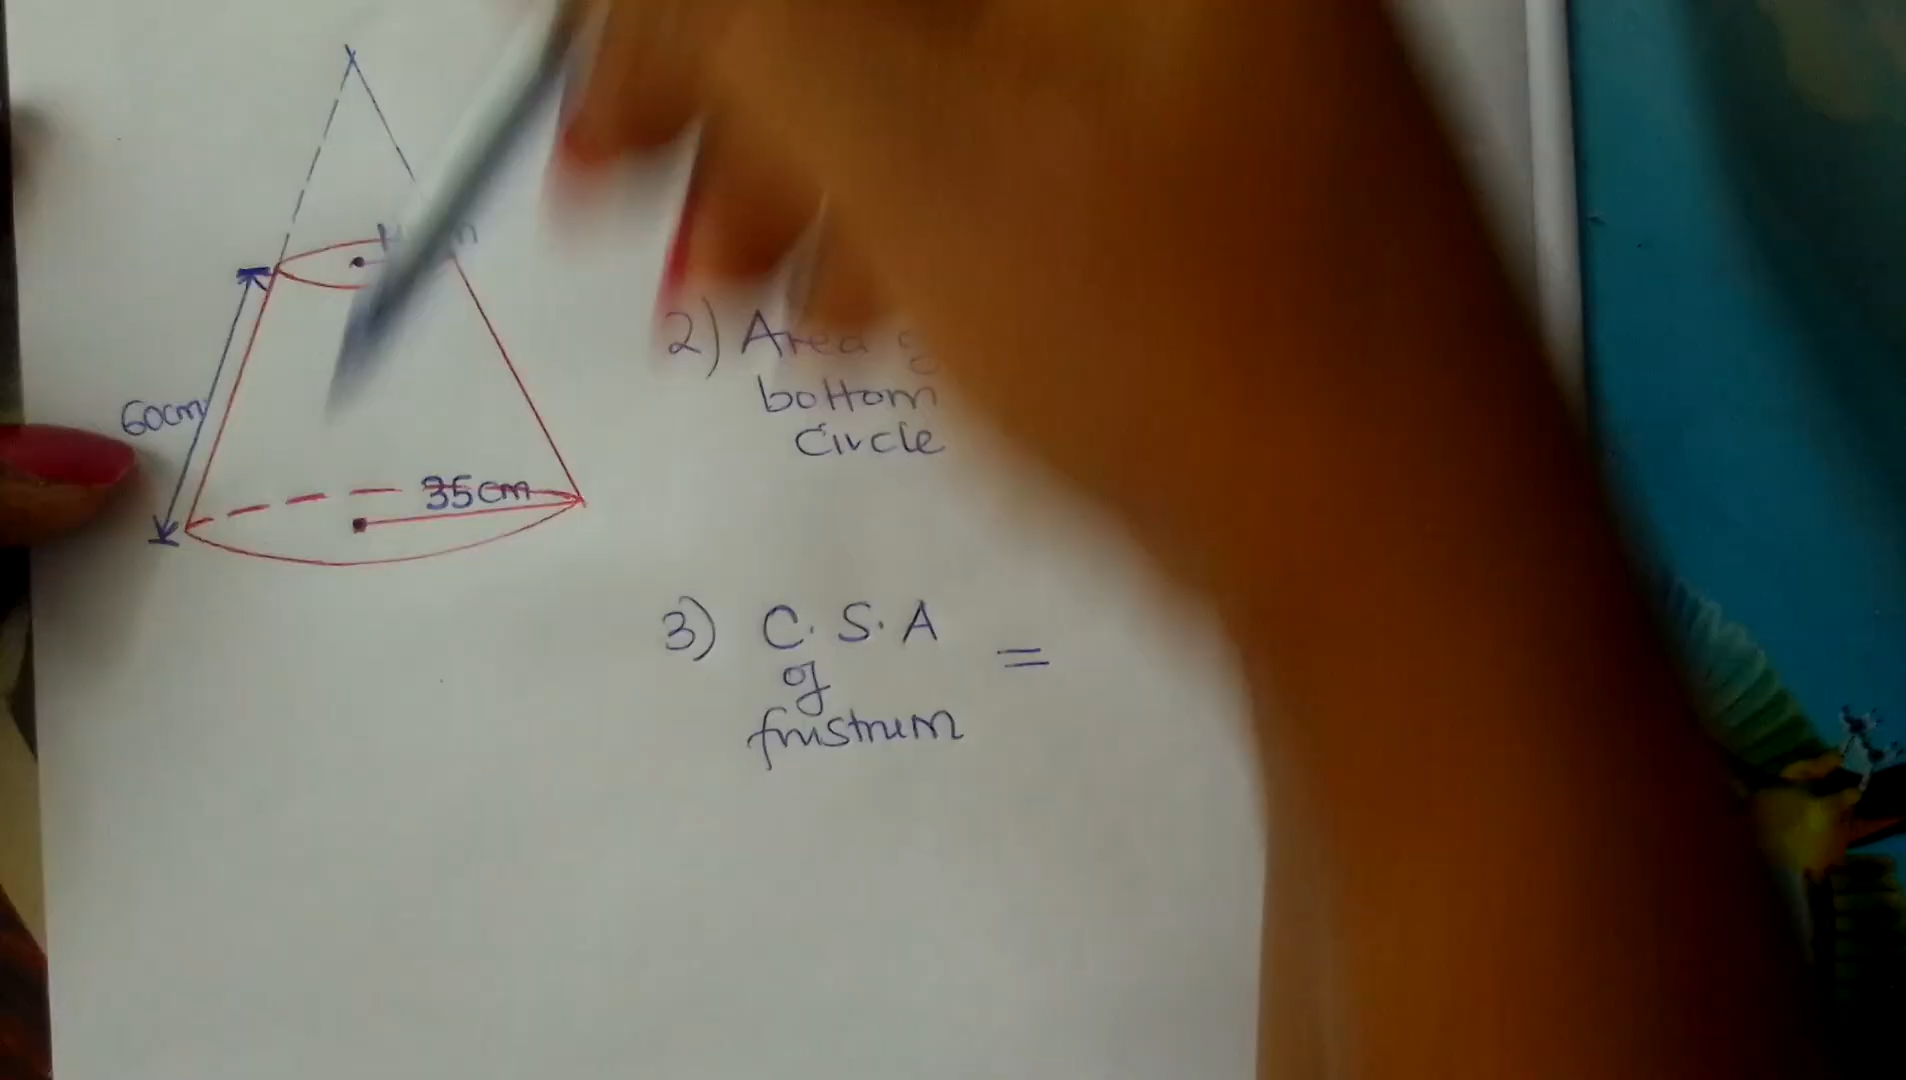 60cm
35cm
2) Area
bottom
Circle
3) C.S.A
of
=
frustrum